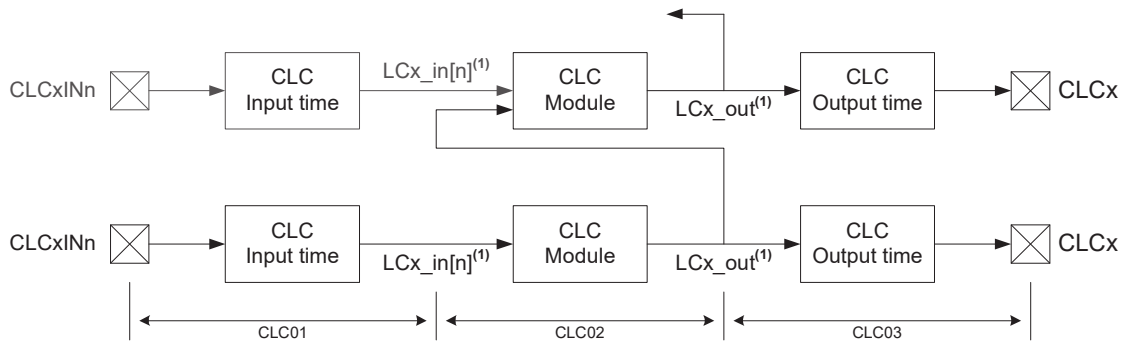 CLCxINn
CLC
Input time
LCx_in[n](1)
CLC
Module
LCx_out(1)
CLC
Output time
CLCx
CLCxINn
CLC
Input time
LCx_in[n](1)
CLC
Module
LCx_out(1)
CLC
Output time
CLCx
CLC01
CLC02
CLC03